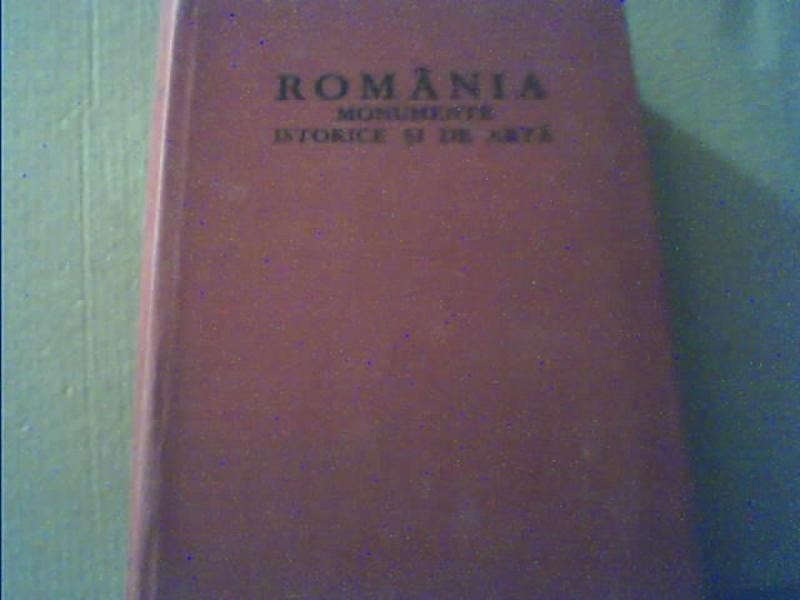 ROMÂNIA
MONUMENTE
ISTORICE ȘI DE ARTĂ